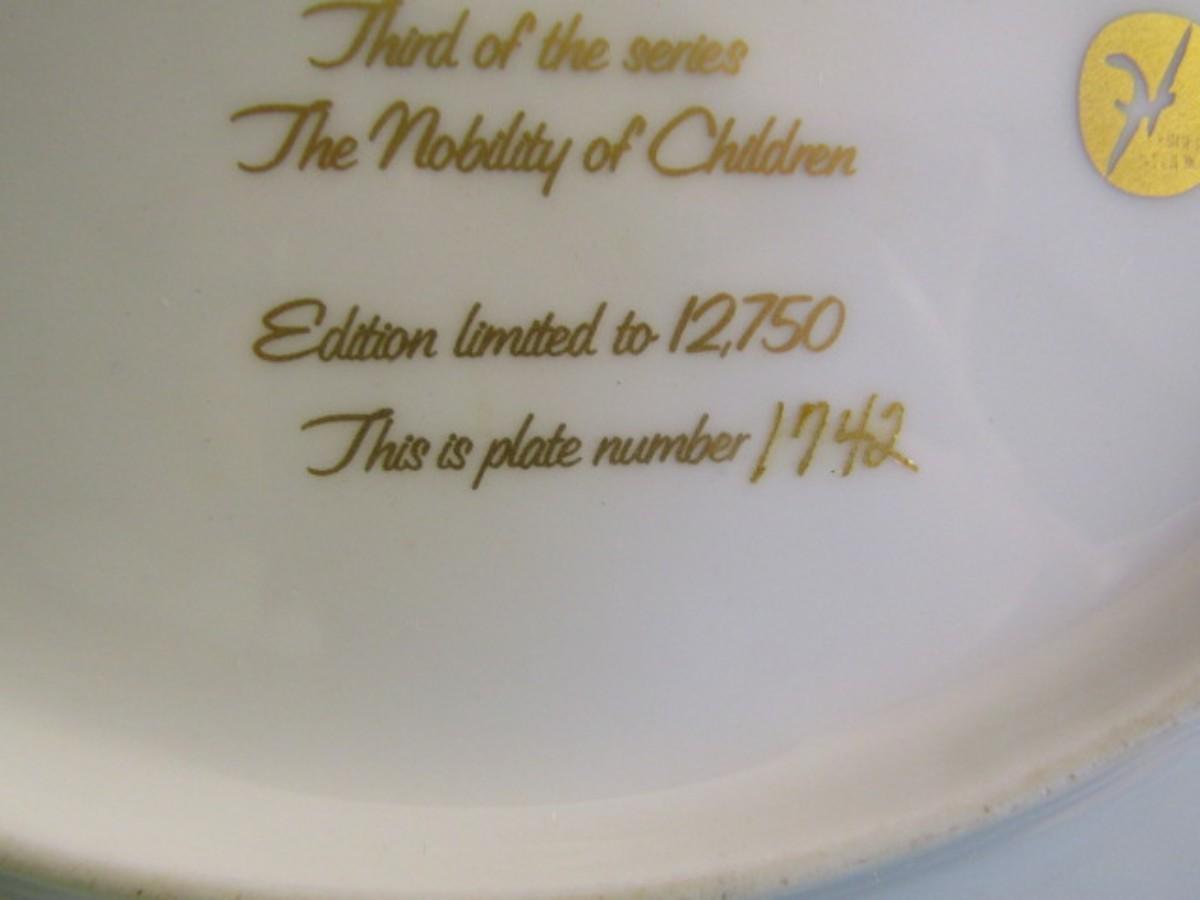 Third of the series
The Nobility of Children
Edition limited to 12,750
This is plate number 1742